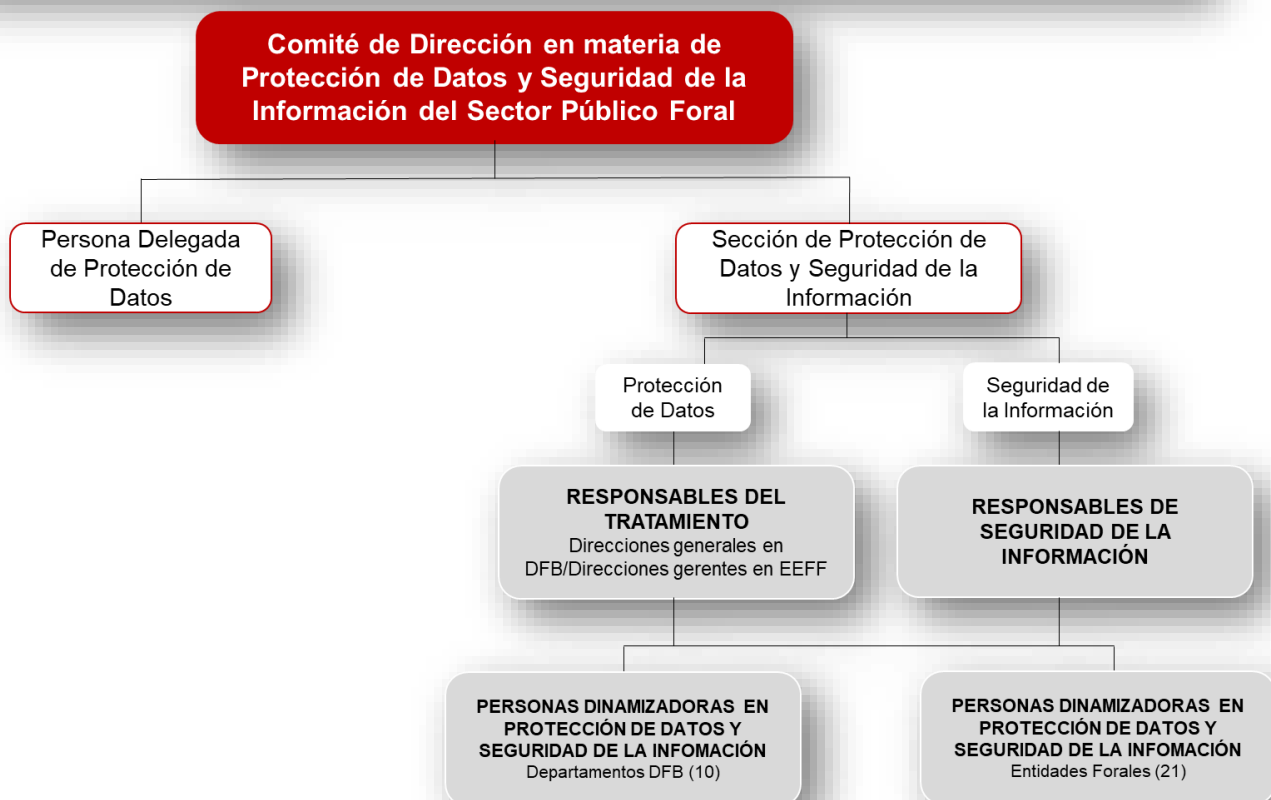 Comité de Dirección en materia de
Protección de Datos y Seguridad de la
Información del Sector Público Foral
Persona Delegada
de Protección de
Datos
Sección de Protección de
Datos y Seguridad de la
Información
Protección
de Datos
Seguridad de
la Información
RESPONSABLES DEL
TRATAMIENTO
Direcciones generales en
DFB/Direcciones gerentes en EEFF
RESPONSABLES DE
SEGURIDAD DE LA
INFORMACIÓN
PERSONAS DINAMIZADORAS EN
PROTECCIÓN DE DATOS Y
SEGURIDAD DE LA INFOMACIÓN
Departamentos DFB (10)
PERSONAS DINAMIZADORAS EN
PROTECCIÓN DE DATOS Y
SEGURIDAD DE LA INFOMACIÓN
Entidades Forales (21)